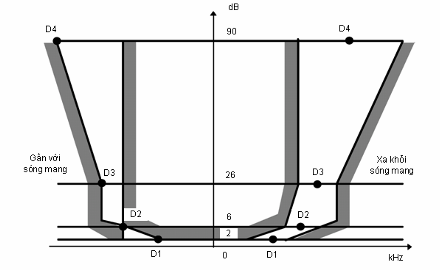 dB
D4
90
D4
Gần với
sóng mang
Xa khỏi
sóng mang
D3
26
D3
D2
6
D2
2
D1
0
D1
kHz